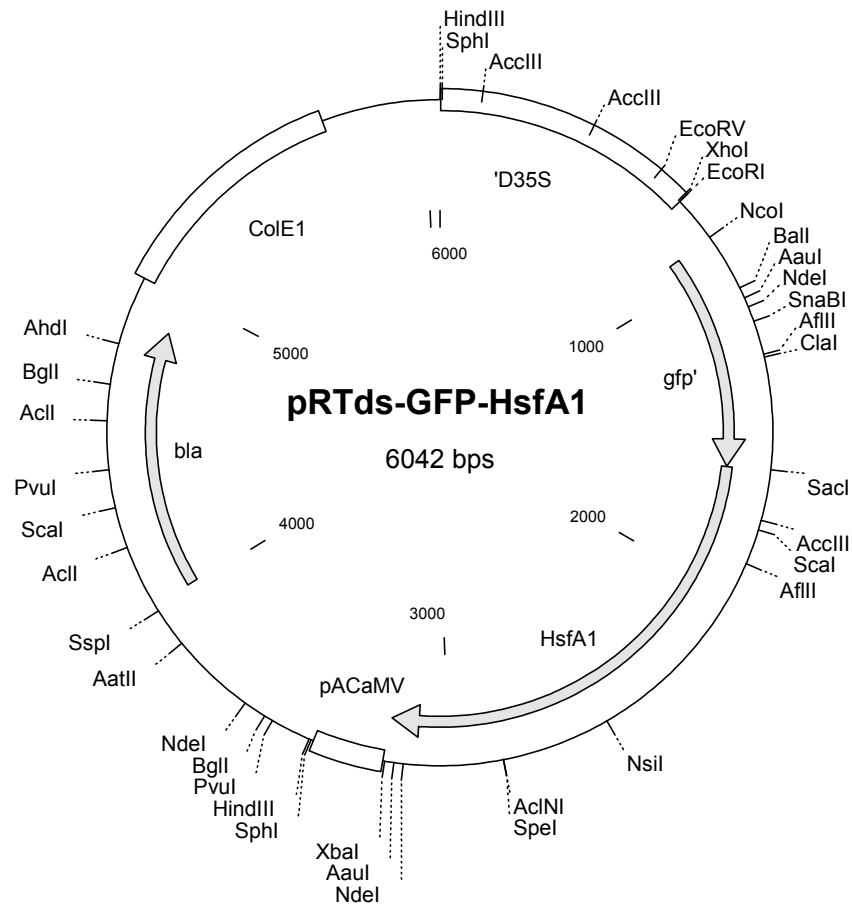 HindIII
SphI
AccIII
AccIII
EcoRV
XhoI
EcoRI
'D35S
NcoI
BalI
AauI
NdeI
SnaBI
AflII
ClaI
ColE1
6000
1000
5000
gfp'
AhdI
BglI
AclI
pRTds-GFP-HsfA1
6042 bps
bla
PvuI
ScaI
AclI
SacI
AccIII
ScaI
AflII
4000
2000
3000
SspI
AatII
HsfA1
pACaMV
NdeI
BglI
PvuI
HindIII
SphI
NsiI
AclNI
SpeI
XbaI
AauI
NdeI